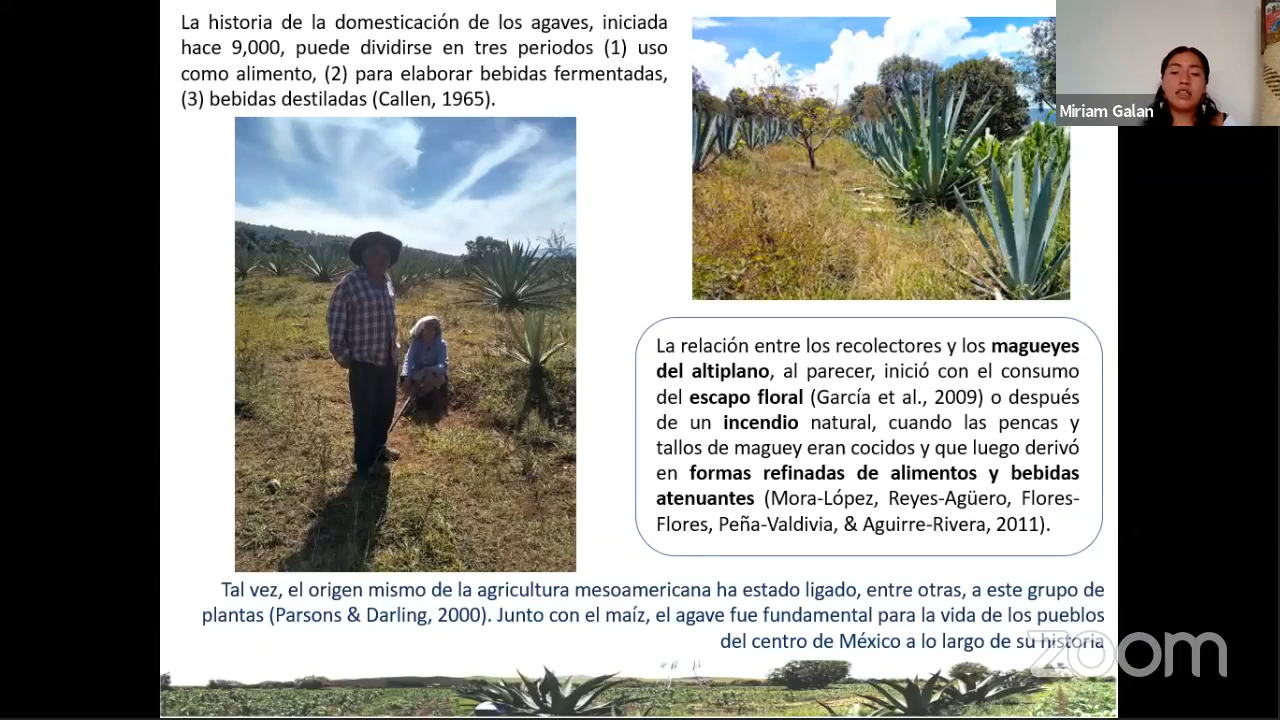 La historia de la domesticación de los agaves, iniciada
hace 9,000, puede dividirse en tres periodos (1) uso
como alimento, (2) para elaborar bebidas fermentadas,
(3) bebidas destiladas (Callen, 1965).
Miriam Galan
La relación entre los recolectores y los magueyes
del altiplano, al parecer, inició con el consumo
del escapo floral (García et al., 2009) o después
de un incendio natural, cuando las pencas y
tallos de maguey eran cocidos y que luego derivó
en formas refinadas de alimentos y bebidas
atenuantes (Mora-López, Reyes-Agüero, Flores-
Flores, Peña-Valdivia, & Aguirre-Rivera, 2011).
Tal vez, el origen mismo de la agricultura mesoamericana ha estado ligado, entre otras, a este grupo de
plantas (Parsons & Darling, 2000). Junto con el maíz, el agave fue fundamental para la vida de los pueblos
del centro de México a lo largo de su historia
zoom